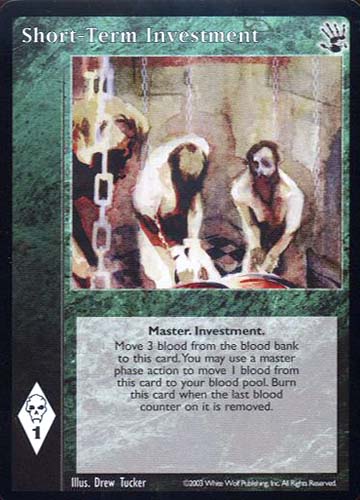 Short-Term Investment
Master. Investment.
Move 3 blood from the blood bank
to this card. You may use a master
phase action to move 1 blood from
this card to your blood pool. Burn
this card when the last blood
counter on it is removed.
1
Illus. Drew Tucker
©2003 White Wolf Publishing, Inc. All Rights Reserved.